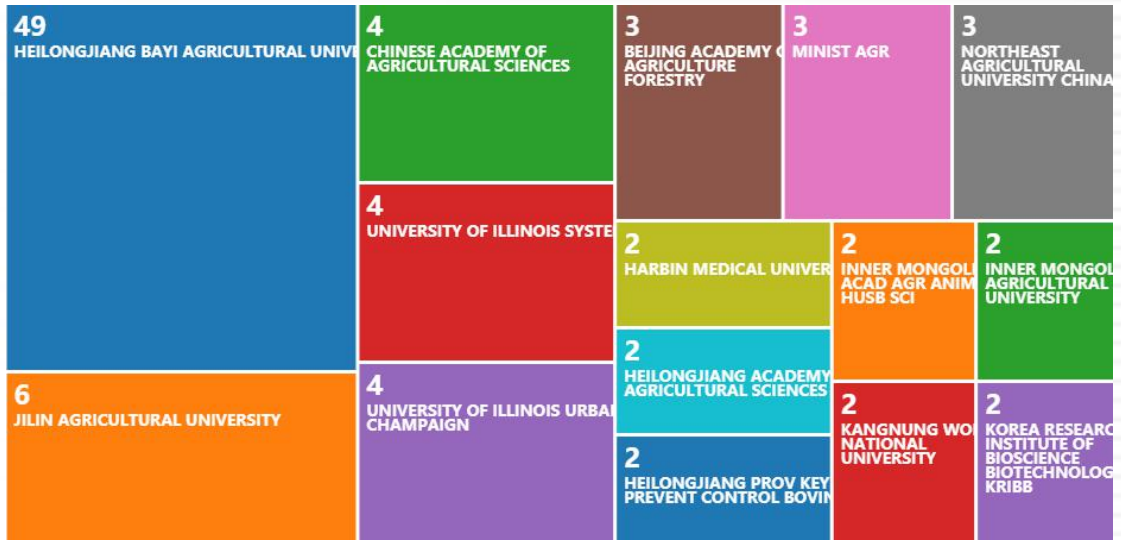 49
HEILONGJIANG BAYI AGRICULTURAL UNIVE
6
JILIN AGRICULTURAL UNIVERSITY
4
CHINESE ACADEMY OF
AGRICULTURAL SCIENCES
4
UNIVERSITY OF ILLINOIS SYSTE
4
UNIVERSITY OF ILLINOIS URBA
CHAMPAIGN
3
BEIJING ACADEMY O
AGRICULTURE
FORESTRY
3
MINIST AGR
3
NORTHEAST
AGRICULTURAL
UNIVERSITY CHINA
2
HARBIN MEDICAL UNIVER
2
HEILONGJIANG ACADEMY
AGRICULTURAL SCIENCES
2
HEILONGJIANG PROV KEY
PREVENT CONTROL BOVIN
2
INNER MONGOLI
ACAD AGR ANIM
HUSB SCI
2
INNER MONGOL
AGRICULTURAL
UNIVERSITY
2
KANGNUNG WO
NATIONAL
UNIVERSITY
2
KOREA RESEARC
INSTITUTE OF
BIOSCIENCE
BIOTECHNOLOG
KRIBB